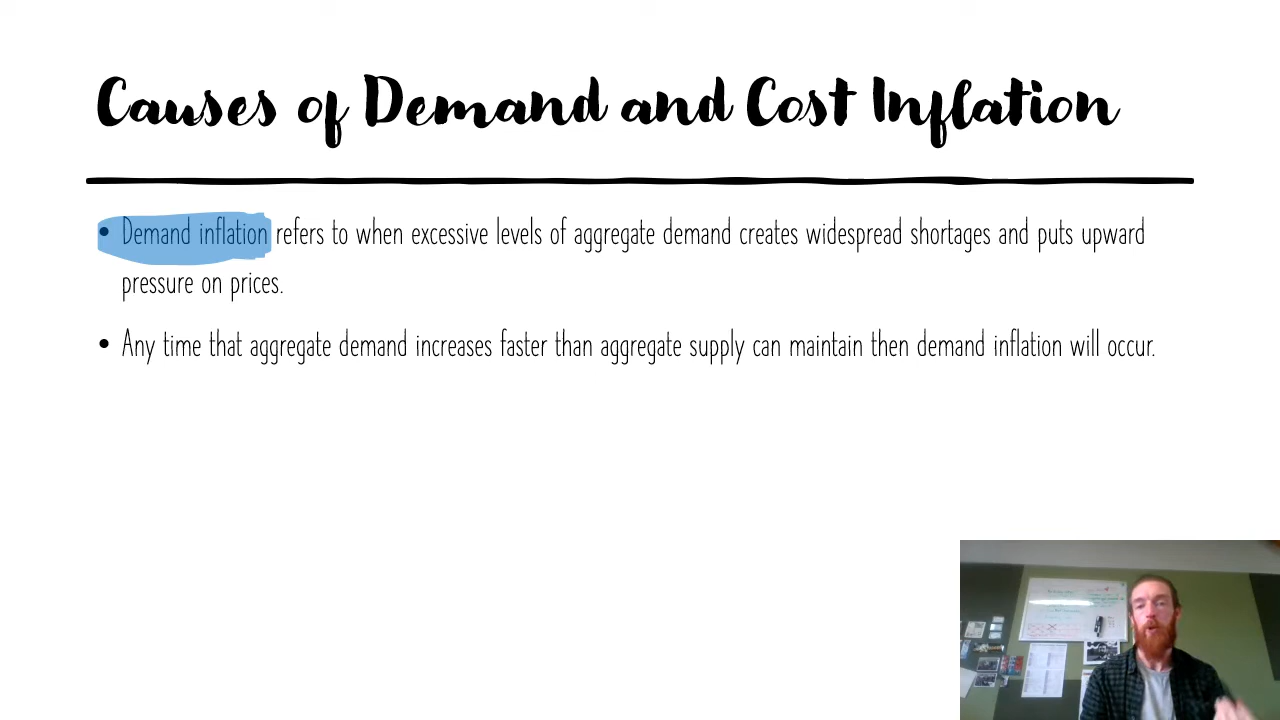 Causes of Demand and Cost Inflation
• Demand inflation refers to when excessive levels of aggregate demand creates widespread shortages and puts upward
pressure on prices.
• Any time that aggregate demand increases faster than aggregate supply can maintain then demand inflation will occur.